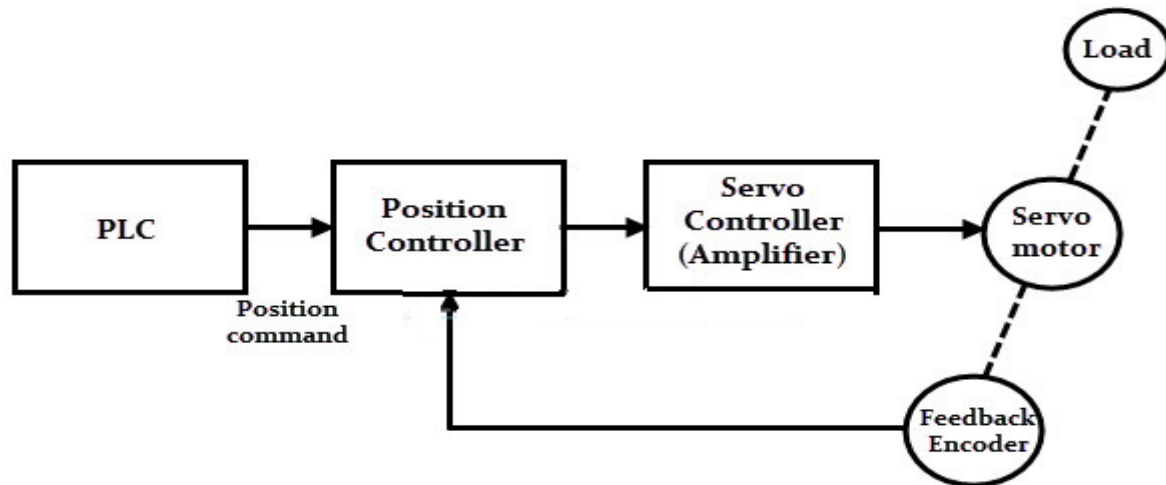 Load
PLC
Position
Controller
Servo
Controller
(Amplifier)
Servo
motor
Position
command
Feedback
Encoder